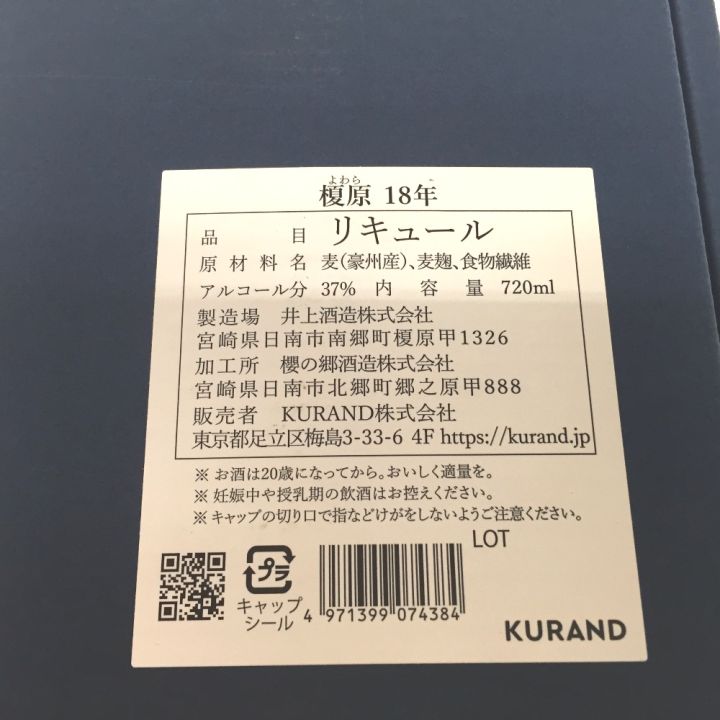 よわら
榎原 18年
品目 リキュール
原材料名 麦(豪州産)、麦麹、食物繊維
アルコール分 37% 内容量 720ml
製造場 井上酒造株式会社
宮崎県日南市南郷町榎原甲1326
加工所 櫻の郷酒造株式会社
宮崎県日南市北郷町郷之原甲888
販売者 KURAND株式会社
東京都足立区梅島3-33-6 4F https://kurand.jp
※ お酒は20歳になってから。おいしく適量を。
※ 妊娠中や授乳期の飲酒はお控えください。
※ キャップの切り口で指などけがをしないようご注意ください。
LOT
プラ
キャップ
シール
4 971399 074384
KURAND